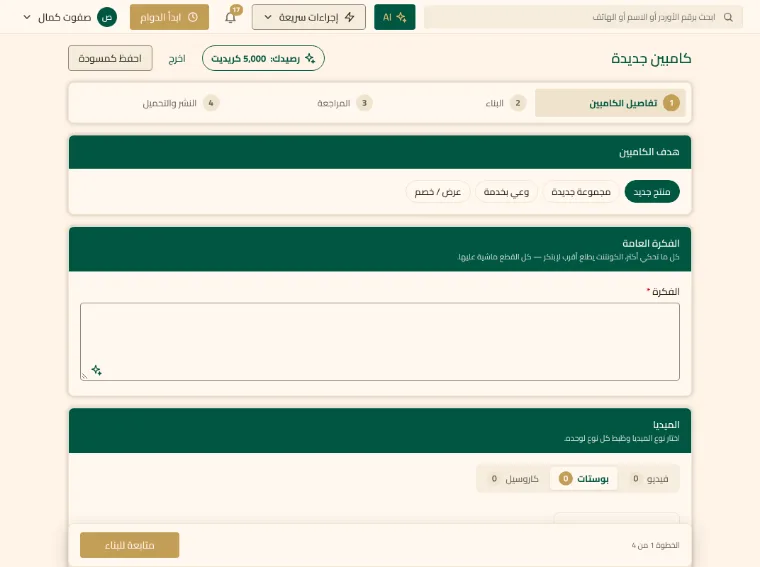 ابحث برقم الأوردر أو الاسم أو الهاتف
AI
إجراءات سريعة
17
ابدأ الدوام
ص
صفوت كمال
كامبين جديدة
رصيدك: 5,000 كريديت
اخرج
احفظ كمسودة
1 تفاصيل الكامبين
2 البناء
3 المراجعة
4 النشر والتحميل
هدف الكامبين
منتج جديد
مجموعة جديدة
وعي بخدمة
عرض / خصم
الفكرة العامة
كل ما تحكي أكتر، الكونتنت يطلع أقرب لإبتكر — كل القطع ماشية عليها.
الفكرة *
الميديا
اختار نوع الميديا وظبط كل نوع لوحده.
فيديو 0
بوستات 0
كاروسيل 0
الخطوة 1 من 4
متابعة للبناء